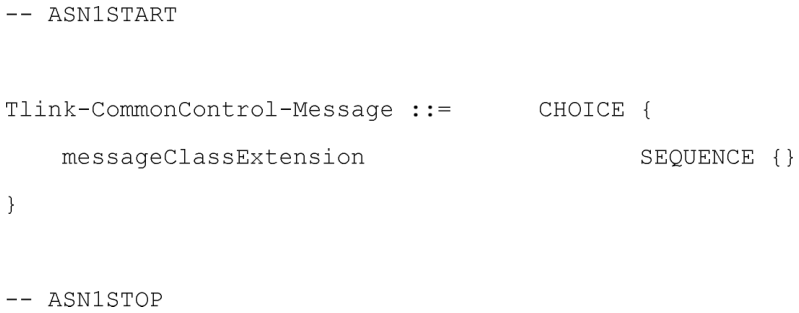 -- ASN1START
Tlink-CommonControl-Message ::= CHOICE {
messageClassExtension SEQUENCE {}
}
-- ASN1STOP